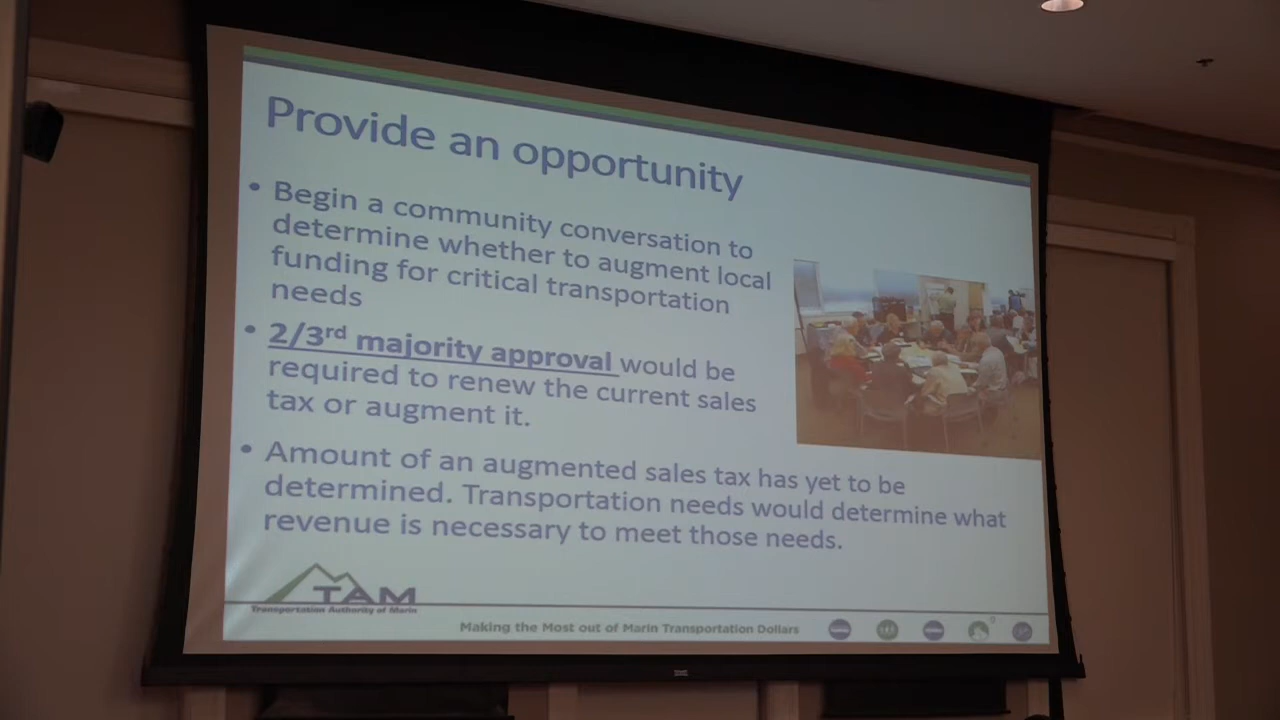 Provide an opportunity
• Begin a community conversation to
determine whether to augment local
funding for critical transportation
needs
• 2/3rd majority approval would be
required to renew the current sales
tax or augment it.
• Amount of an augmented sales tax has yet to be
determined. Transportation needs would determine what
revenue is necessary to meet those needs.
TAM
Transportation Authority of Marin
Making the Most out of Marin Transportation Dollars